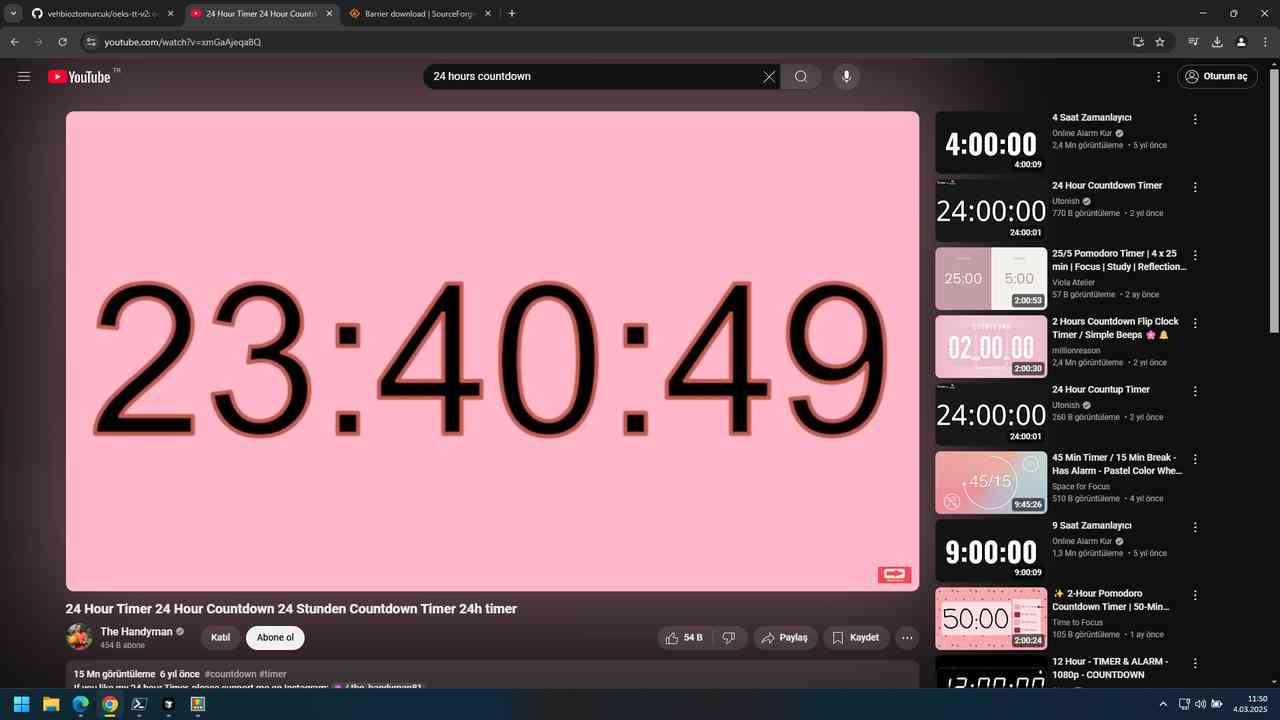 vehbioztomurcuk/oeks-tt-v2: o
24 Hour Timer 24 Hour Countd
Barrier download | SourceForg
youtube.com/watch?v=xmGaAjeqaBQ
YouTube TR
24 hours countdown
Oturum aç
23:40:49
24 Hour Timer 24 Hour Countdown 24 Stunden Countdown Timer 24h timer
The Handyman
454 B abone
Katıl
Abone ol
54 B
Paylaş
Kaydet
15 Mn görüntüleme 6 yıl önce #countdown #timer
If you like my 24 hour Timer, please support me on Instagram: / the_handyman81
4:00:00
4:00:09
4 Saat Zamanlayıcı
Online Alarm Kur
2,4 Mn görüntüleme • 5 yıl önce
24:00:00
24:00:01
24 Hour Countdown Timer
Utonish
770 B görüntüleme • 2 yıl önce
25:00
5:00
2:00:53
25/5 Pomodoro Timer | 4 x 25
min | Focus | Study | Reflection...
Viola Atelier
57 B görüntüleme • 2 ay önce
COUNTDOWN
02:00:00
2:00:30
2 Hours Countdown Flip Clock
Timer / Simple Beeps 🌸 🔔
millionreason
2,4 Mn görüntüleme • 2 yıl önce
24:00:00
24:00:01
24 Hour Countup Timer
Utonish
260 B görüntüleme • 2 yıl önce
45/15
9:45:26
45 Min Timer / 15 Min Break -
Has Alarm - Pastel Color Whe...
Space for Focus
510 B görüntüleme • 4 yıl önce
9:00:00
9:00:09
9 Saat Zamanlayıcı
Online Alarm Kur
1,3 Mn görüntüleme • 5 yıl önce
50:00
2:00:24
✨ 2-Hour Pomodoro
Countdown Timer | 50-Min...
Time to Focus
105 B görüntüleme • 1 ay önce
12:00:00
12 Hour - TIMER & ALARM -
1080p - COUNTDOWN
11:50
4.03.2025